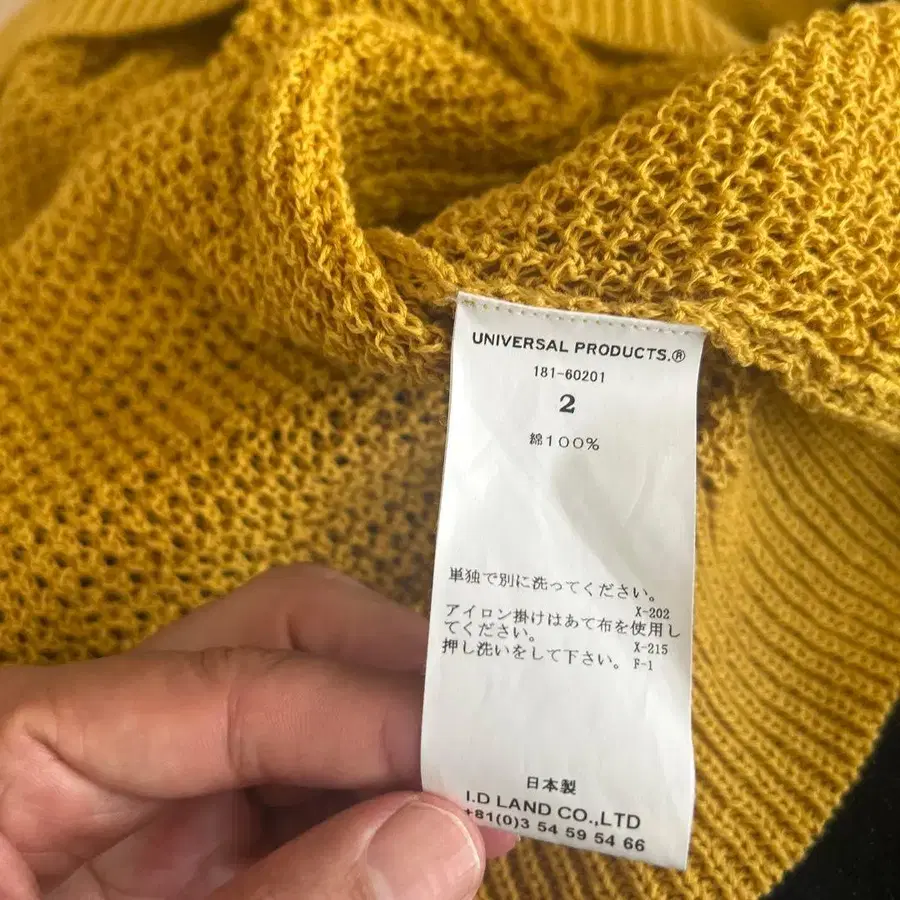 UNIVERSAL PRODUCTS.®
181-60201
2
綿100%
単独で別に洗ってください。
X-202
アイロン掛けはあて布を使用し
てください。 X-215
押し洗いをして下さい。 F-1
日本製
I.D LAND CO.,LTD
+81(0)3 54 59 54 66